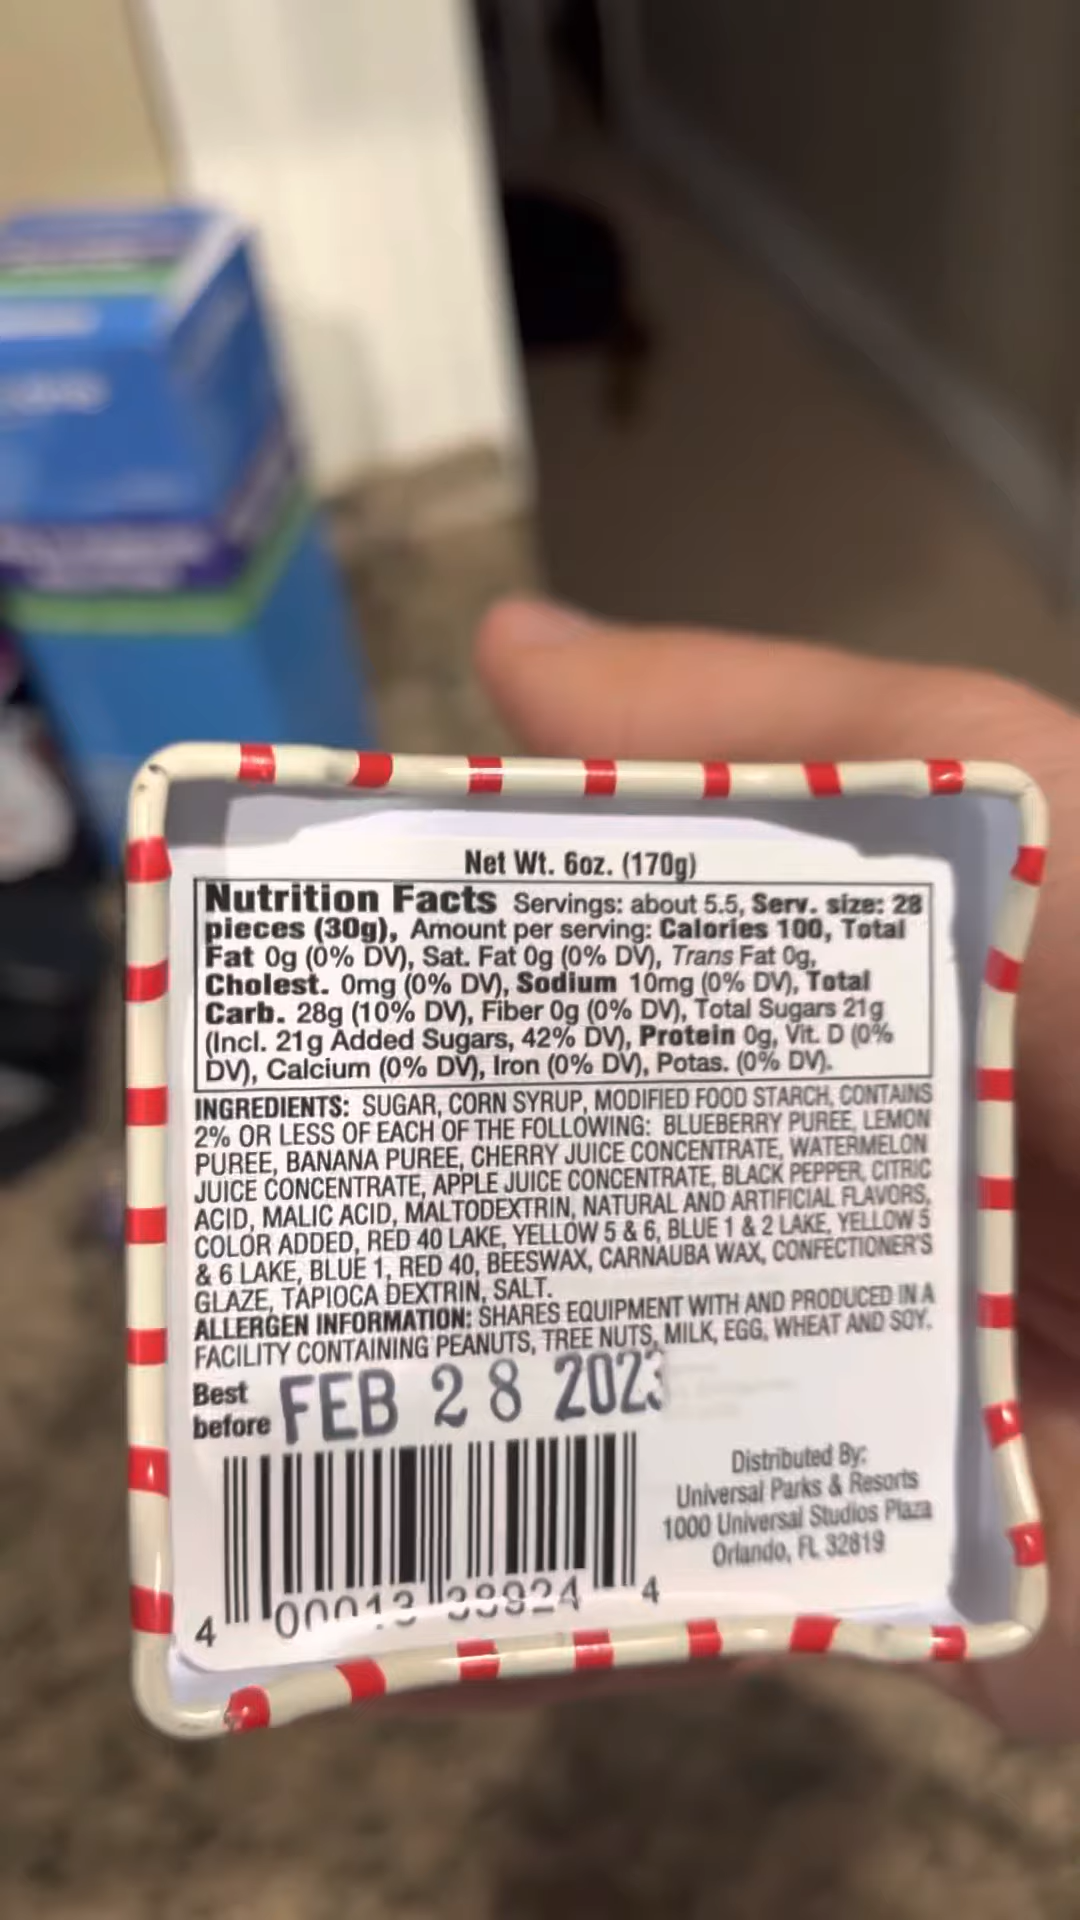 Net Wt. 6oz. (170g)
Nutrition Facts Servings: about 5.5, Serv. size: 28
pieces (30g), Amount per serving: Calories 100, Total
Fat 0g (0% DV), Sat. Fat 0g (0% DV), Trans Fat 0g,
Cholest. 0mg (0% DV), Sodium 10mg (0% DV), Total
Carb. 28g (10% DV), Fiber 0g (0% DV), Total Sugars 21g
(Incl. 21g Added Sugars, 42% DV), Protein 0g, Vit. D (0%
DV), Calcium (0% DV), Iron (0% DV), Potas. (0% DV).
INGREDIENTS: SUGAR, CORN SYRUP, MODIFIED FOOD STARCH, CONTAINS
2% OR LESS OF EACH OF THE FOLLOWING: BLUEBERRY PUREE, LEMON
PUREE, BANANA PUREE, CHERRY JUICE CONCENTRATE, WATERMELON
JUICE CONCENTRATE, APPLE JUICE CONCENTRATE, BLACK PEPPER, CITRIC
ACID, MALIC ACID, MALTODEXTRIN, NATURAL AND ARTIFICIAL FLAVORS,
COLOR ADDED, RED 40 LAKE, YELLOW 5 & 6, BLUE 1 & 2 LAKE, YELLOW 5
& 6 LAKE, BLUE 1, RED 40, BEESWAX, CARNAUBA WAX, CONFECTIONER'S
GLAZE, TAPIOCA DEXTRIN, SALT.
ALLERGEN INFORMATION: SHARES EQUIPMENT WITH AND PRODUCED IN A
FACILITY CONTAINING PEANUTS, TREE NUTS, MILK, EGG, WHEAT AND SOY.
Best
before FEB 28 2023
Distributed By:
Universal Parks & Resorts
1000 Universal Studios Plaza
Orlando, FL 32819
4 00013 38924 4